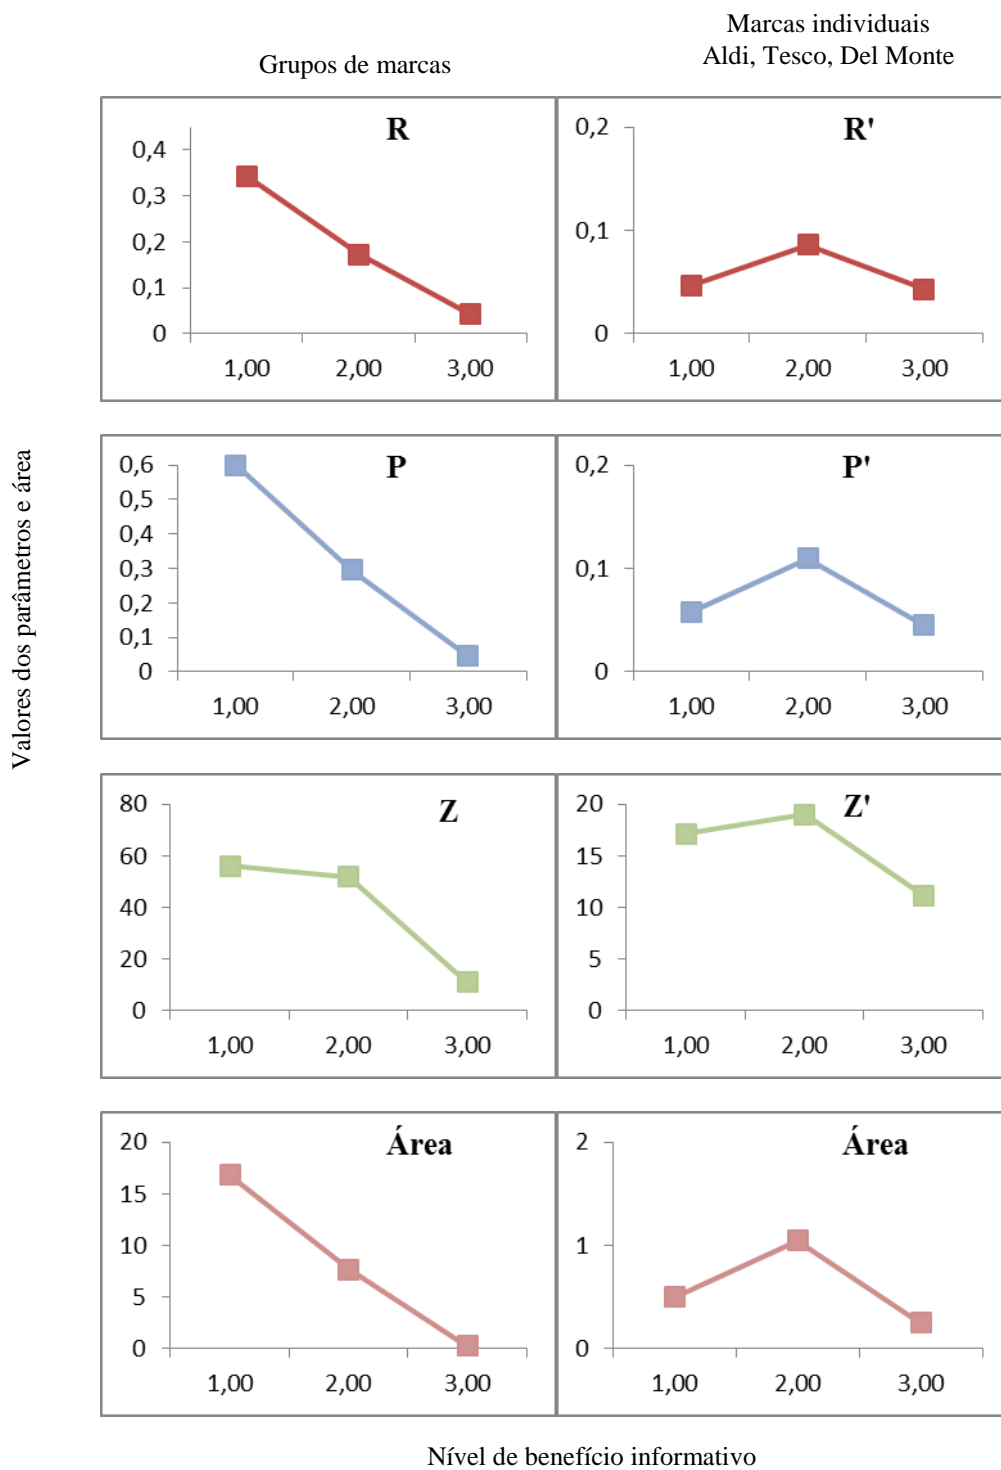 Marcas individuais
Aldi, Tesco, Del Monte
Grupos de marcas
Valores dos parâmetros e área
R
0,4
0,3
0,2
0,1
0
1,00 2,00 3,00
R'
0,2
0,1
0
1,00 2,00 3,00
P
0,6
0,5
0,4
0,3
0,2
0,1
0
1,00 2,00 3,00
P'
0,2
0,1
0
1,00 2,00 3,00
Z
80
60
40
20
0
1,00 2,00 3,00
Z'
20
15
10
5
0
1,00 2,00 3,00
Área
20
15
10
5
0
1,00 2,00 3,00
Área
2
1
0
1,00 2,00 3,00
Nível de benefício informativo